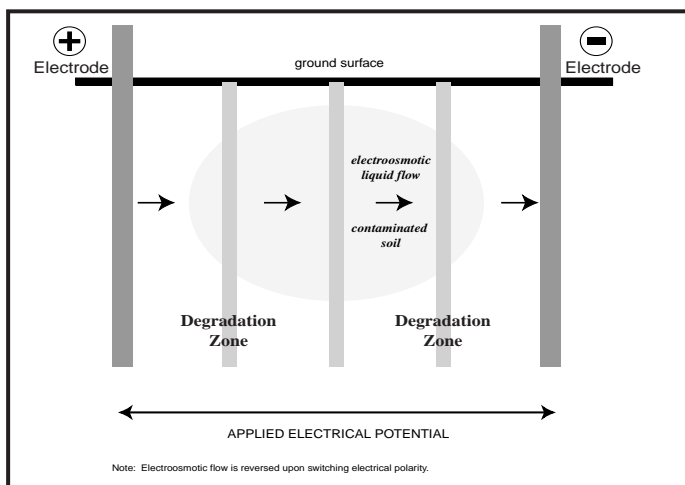 +
−
Electrode
ground surface
Electrode
electroosmotic
liquid flow
contaminated
soil
Degradation
Zone
Degradation
Zone
APPLIED ELECTRICAL POTENTIAL
Note: Electroosmotic flow is reversed upon switching electrical polarity.